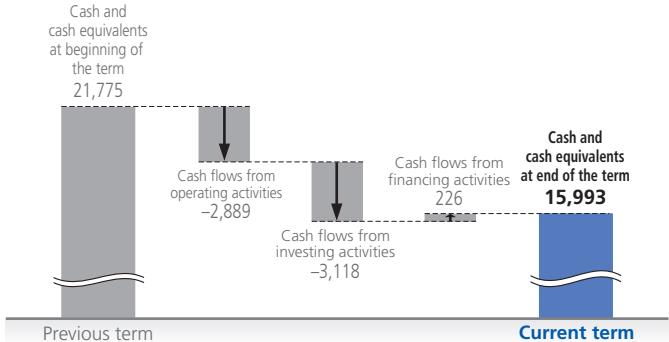 Cash and
cash equivalents
at beginning of
the term
21,775
Cash flows from
operating activities
–2,889
Cash flows from
investing activities
–3,118
Cash flows from
financing activities
226
Cash and
cash equivalents
at end of the term
15,993
Previous term
Current term